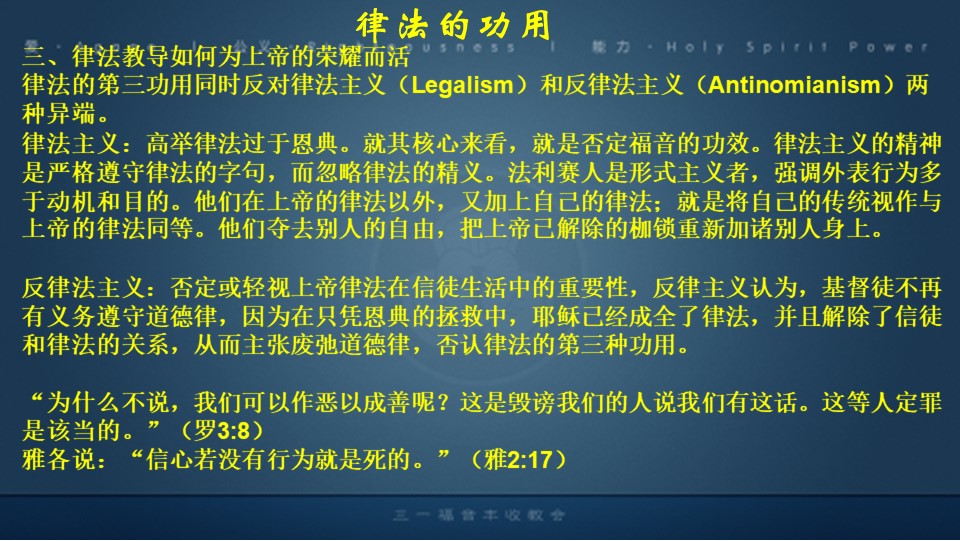 律法的功用
公义·Righteousness | 能力·Holy Spirit Power
三、律法教导如何为上帝的荣耀而活
律法的第三功用同时反对律法主义（Legalism）和反律法主义（Antinomianism）两
种异端。
律法主义：高举律法过于恩典。就其核心来看，就是否定福音的功效。律法主义的精神
是严格遵守律法的字句，而忽略律法的精义。法利赛人是形式主义者，强调外表行为多
于动机和目的。他们在上帝的律法以外，又加上自己的律法；就是将自己的传统视作与
上帝的律法同等。他们夺去别人的自由，把上帝已解除的枷锁重新加诸别人身上。
反律法主义：否定或轻视上帝律法在信徒生活中的重要性，反律主义认为，基督徒不再
有义务遵守道德律，因为在只凭恩典的拯救中，耶稣已经成全了律法，并且解除了信徒
和律法的关系，从而主张废弛道德律，否认律法的第三种功用。
“为什么不说，我们可以作恶以成善呢？这是毁谤我们的人说我们有这话。这等人定罪
是该当的。”（罗3:8）
雅各说：“信心若没有行为就是死的。”（雅2:17）
三一福音丰收教会